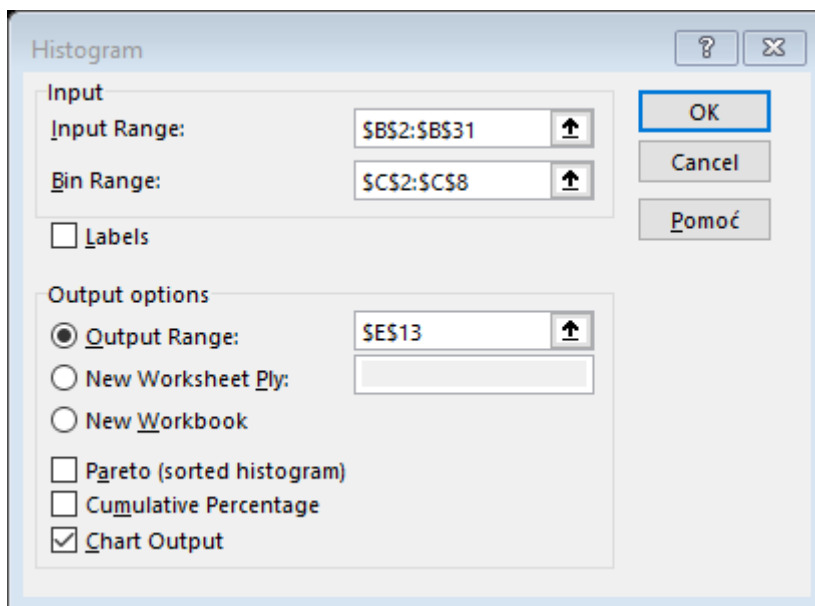 Histogram
Input
Input Range: $B$2:$B$31
Bin Range: $C$2:$C$8
Labels
OK
Cancel
Pomoć
Output options
Output Range: $E$13
New Worksheet Ply:
New Workbook
Pareto (sorted histogram)
Cumulative Percentage
Chart Output